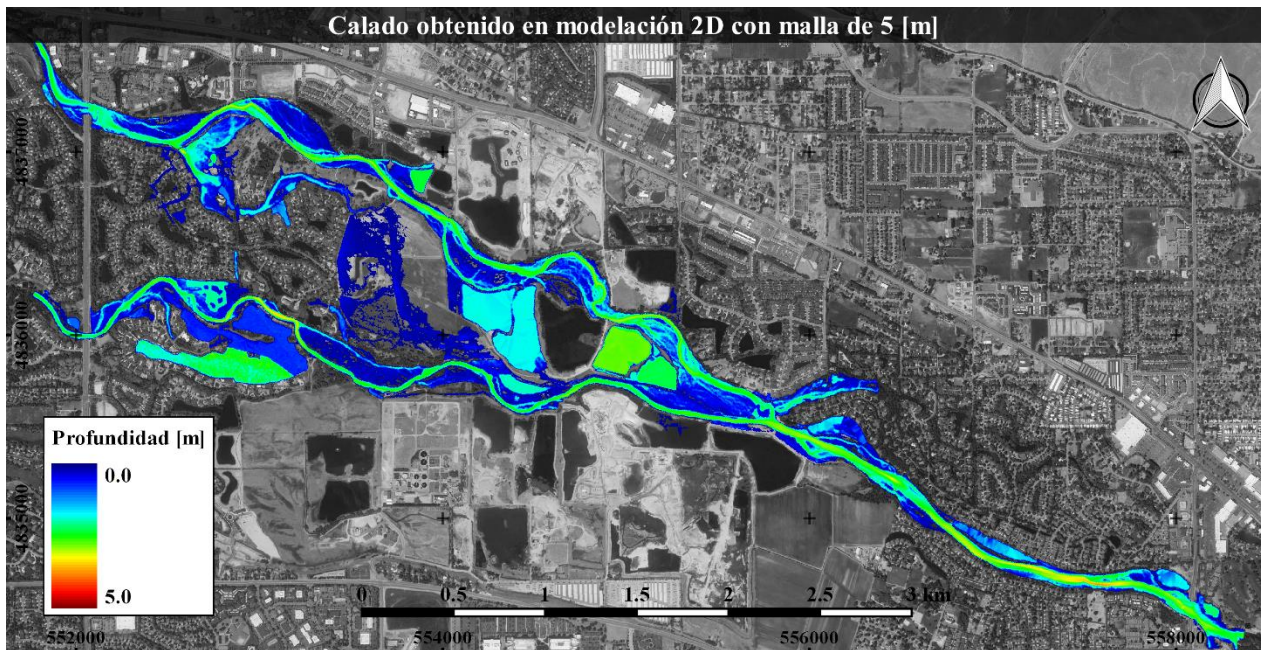 Calado obtenido en modelación 2D con malla de 5 [m]
4837000
4836000
Profundidad [m]
0.0
5.0
4835000
0 0.5 1 1.5 2 2.5 3 km
552000 554000 556000 558000